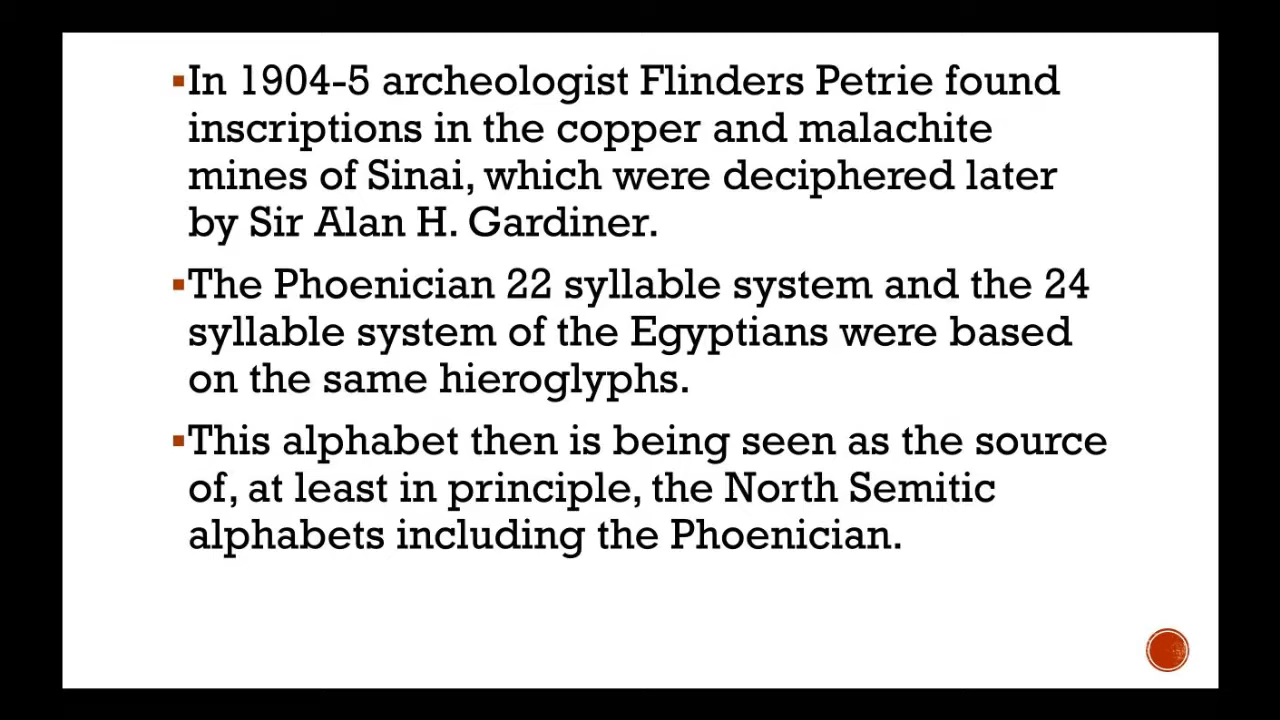 ▪In 1904-5 archeologist Flinders Petrie found
inscriptions in the copper and malachite
mines of Sinai, which were deciphered later
by Sir Alan H. Gardiner.
▪The Phoenician 22 syllable system and the 24
syllable system of the Egyptians were based
on the same hieroglyphs.
▪This alphabet then is being seen as the source
of, at least in principle, the North Semitic
alphabets including the Phoenician.